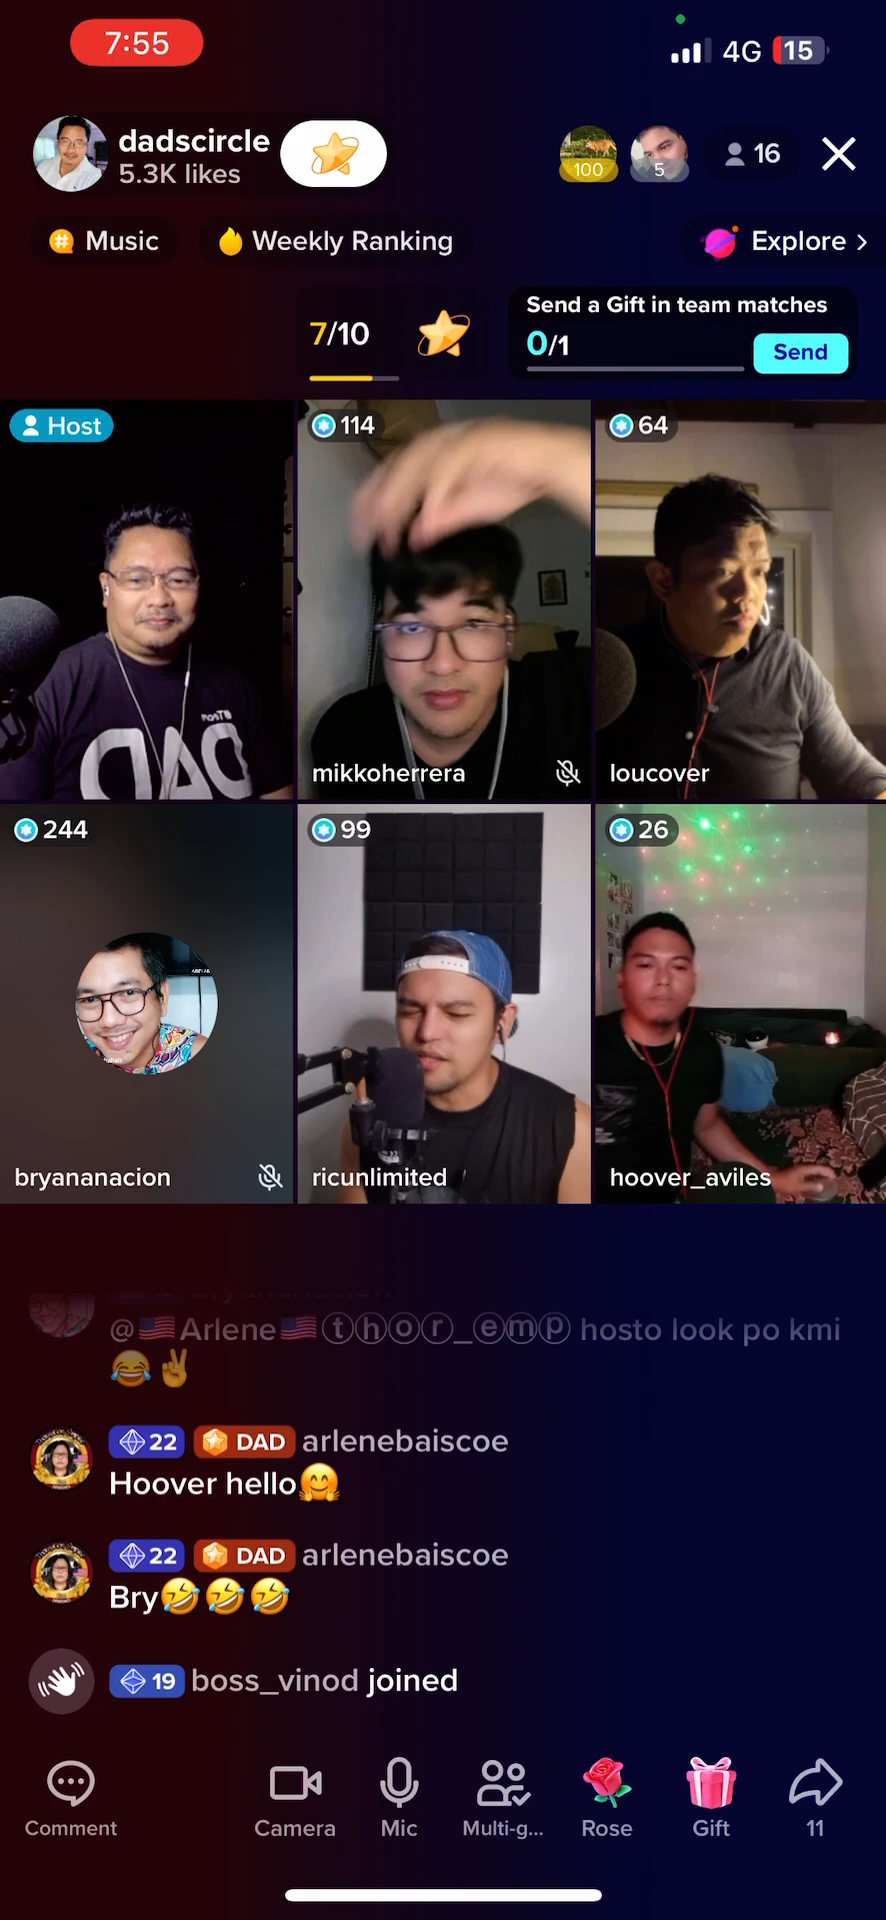 7:55
4G 15
dadscircle
5.3K likes
100
5
16
Music
Weekly Ranking
Explore >
7/10
Send a Gift in team matches
0/1
Send
Host
114
64
DAD
mikkoherrera
loucover
244
99
26
bryananacion
ricunlimited
hoover_aviles
@🇺🇸Arlene🇺🇸ⓣⓗⓞⓡ_ⓔⓜⓟ hosto look po kmi
😂✌️
22 DAD arlenebaiscoe
Hoover hello🤗
22 DAD arlenebaiscoe
Bry🤣🤣🤣
19 boss_vinod joined
Comment
Camera
Mic
Multi-g...
Rose
Gift
11